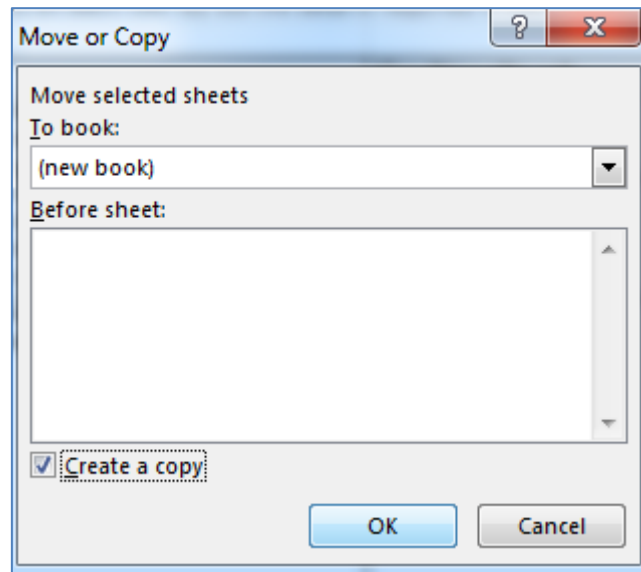 Move or Copy
Move selected sheets
To book:
(new book)
Before sheet:
Create a copy
OK
Cancel